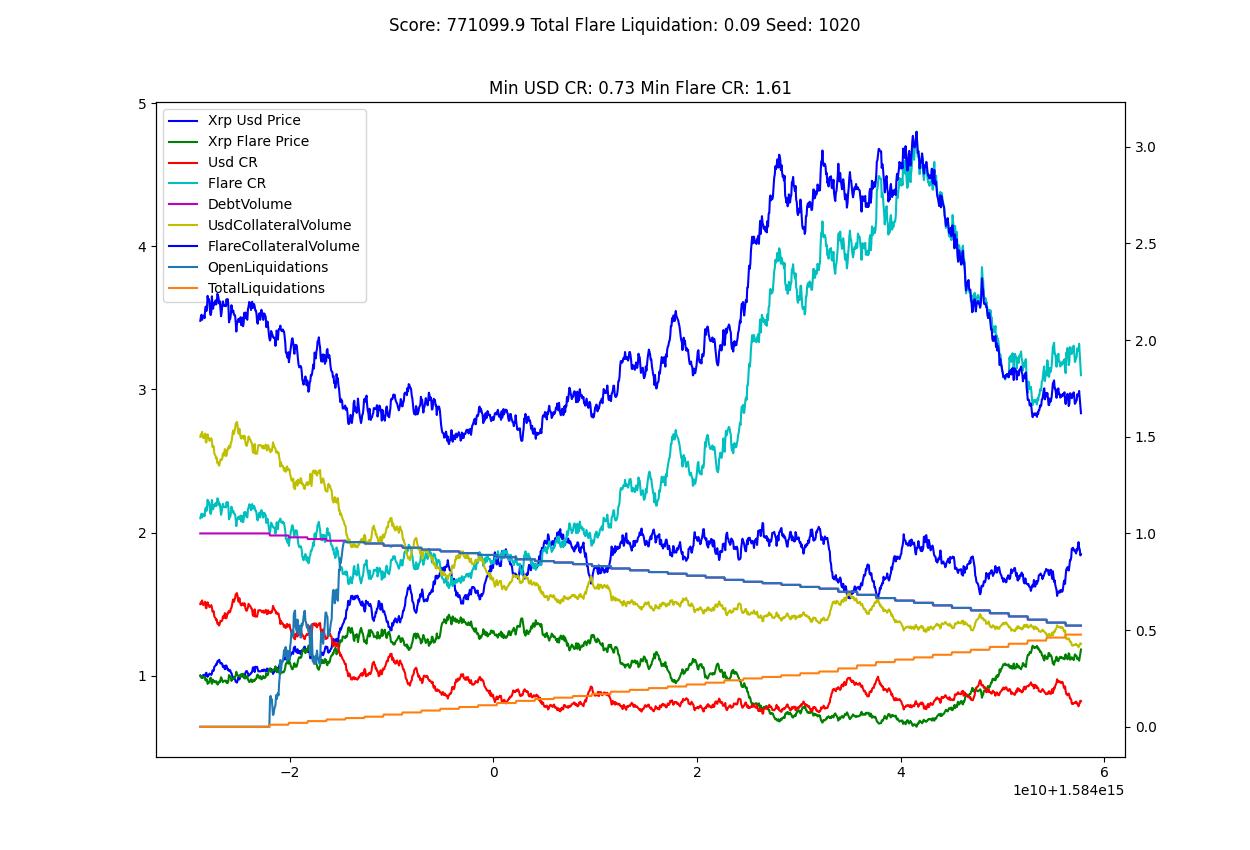 Score: 771099.9 Total Flare Liquidation: 0.09 Seed: 1020
Min USD CR: 0.73 Min Flare CR: 1.61
Xrp Usd Price
Xrp Flare Price
Usd CR
Flare CR
DebtVolume
UsdCollateralVolume
FlareCollateralVolume
OpenLiquidations
TotalLiquidations
5
4
3
2
1
3.0
2.5
2.0
1.5
1.0
0.5
0.0
−2 0 2 4 6
1e10+1.584e15